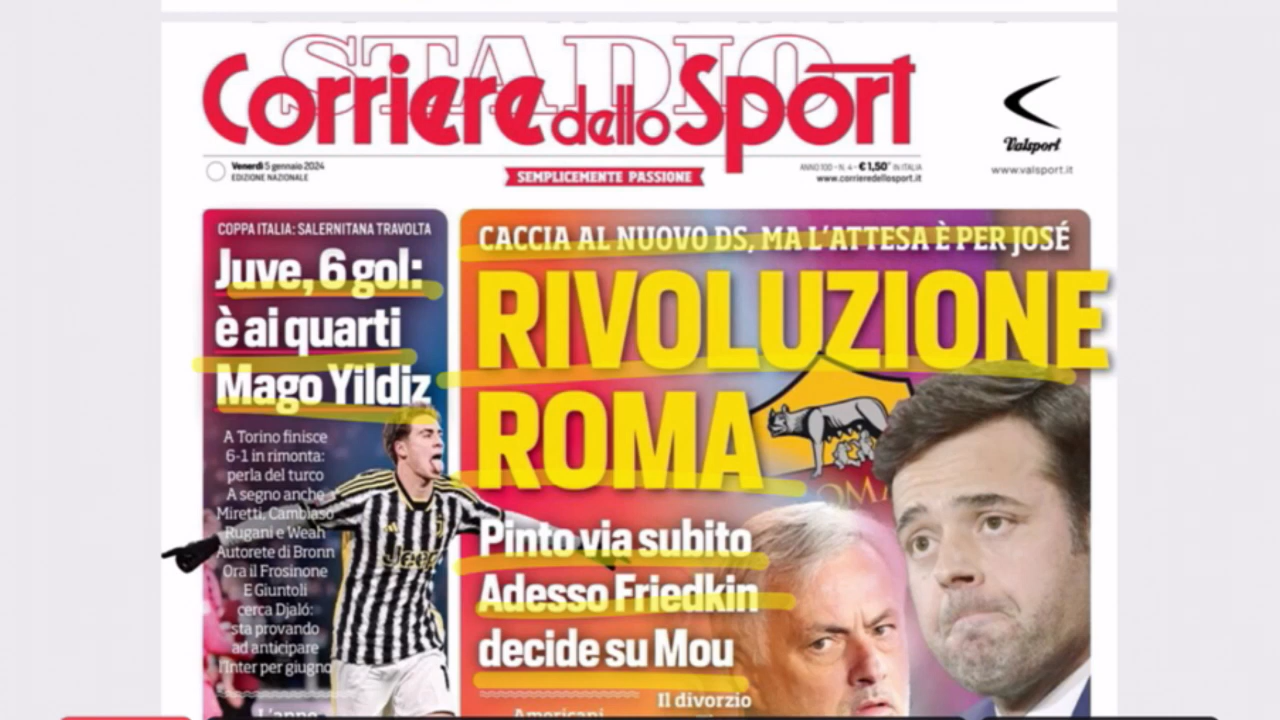 STADIO
Corriere dello Sport
Valsport
www.valsport.it
Venerdì 5 gennaio 2024
EDIZIONE NAZIONALE
SEMPLICEMENTE PASSIONE
ANNO 100 - N. 4 - € 1,50* IN ITALIA
www.corrieredellosport.it
COPPA ITALIA: SALERNITANA TRAVOLTA
Juve, 6 gol:
è ai quarti
Mago Yildiz
A Torino finisce
6-1 in rimonta:
perla del turco
A segno anche
Miretti, Cambiaso
Rugani e Weah
Autorete di Bronn
Ora il Frosinone
E Giuntoli
cerca Djaló:
sta provando
ad anticipare
l'Inter per giugno
L'anno
Jeep
CACCIA AL NUOVO DS, MA L'ATTESA È PER JOSÉ
RIVOLUZIONE
ROMA
Pinto via subito
Adesso Friedkin
decide su Mou
Il divorzio
Americani